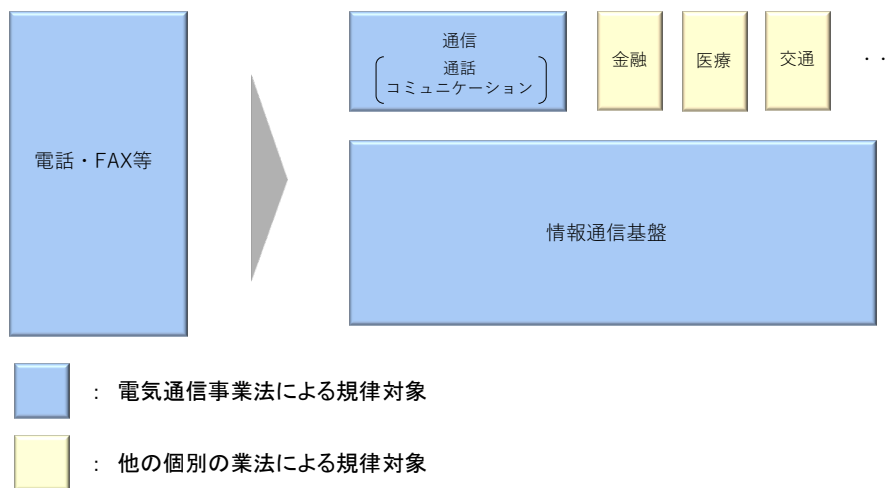 電話・FAX等
通信
通話
コミュニケーション
金融
医療
交通
・・
情報通信基盤
： 電気通信事業法による規律対象
： 他の個別の業法による規律対象